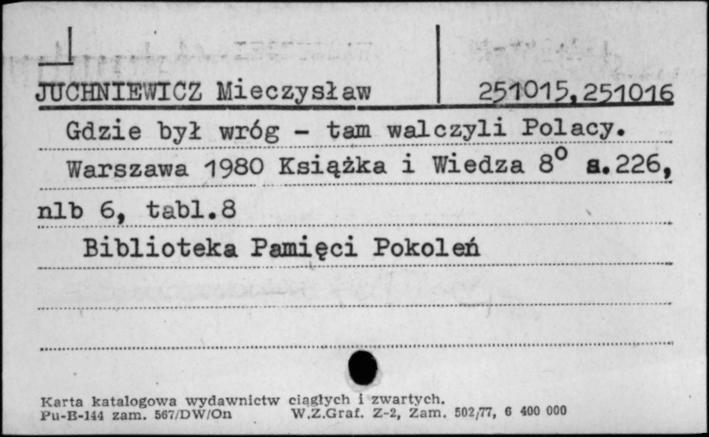 JUCHNIEWICZ Mieczysław 251015,251016
Gdzie był wróg - tam walczyli Polacy.
Warszawa 1980 Książka i Wiedza 8° s.226,
nlb 6, tabl.8
Biblioteka Pamięci Pokoleń
Karta katalogowa wydawnictw ciągłych i zwartych.
Pu-B-144 zam. 567/DW/On W.Z.Graf. Z-2, Zam. 502/77, 6 400 000